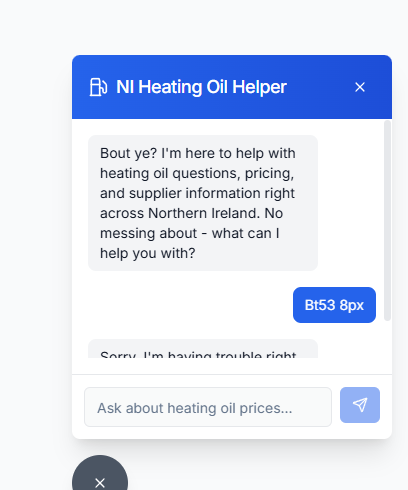 NI Heating Oil Helper
Bout ye? I'm here to help with
heating oil questions, pricing,
and supplier information right
across Northern Ireland. No
messing about - what can I
help you with?
Bt53 8px
Sorry, I'm having trouble right
Ask about heating oil prices...